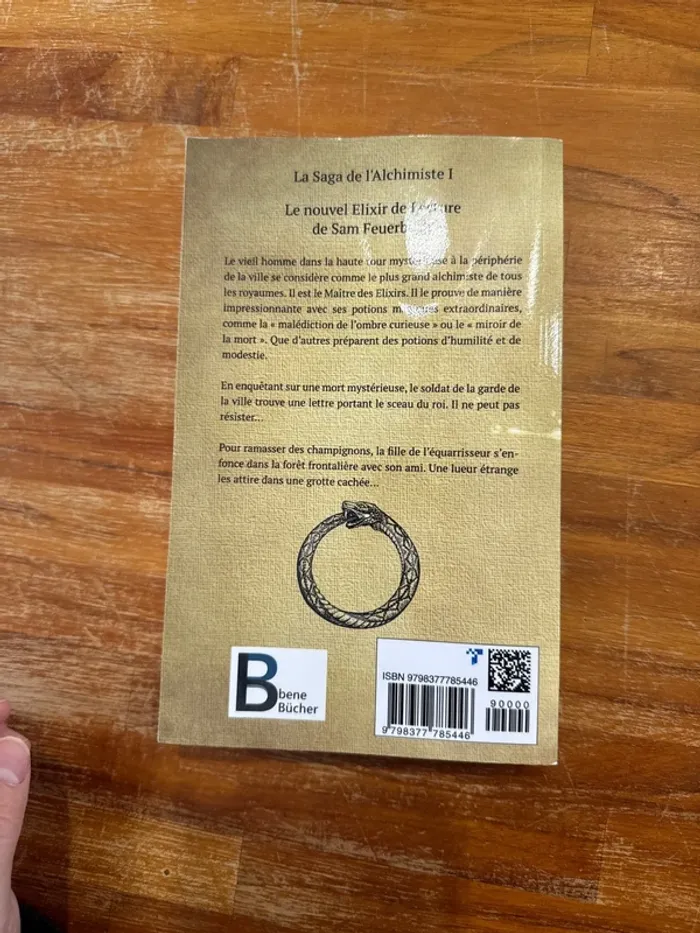 La Saga de l'Alchimiste I
Le nouvel Elixir de Lecture
de Sam Feuerb
Le vieil homme dans la haute tour mystérieuse à la périphérie
de la ville se considère comme le plus grand alchimiste de tous
les royaumes. Il est le Maître des Elixirs. Il le prouve de manière
impressionnante avec ses potions magiques extraordinaires,
comme la « malédiction de l'ombre curieuse » ou le « miroir de
la mort ». Que d'autres préparent des potions d'humilité et de
modestie.
En enquêtant sur une mort mystérieuse, le soldat de la garde de
la ville trouve une lettre portant le sceau du roi. Il ne peut pas
résister...
Pour ramasser des champignons, la fille de l'équarrisseur s'en-
fonce dans la forêt frontalière avec son ami. Une lueur étrange
les attire dans une grotte cachée...
B bene
Bücher
ISBN 9798377785446
90000
9 798377 785446